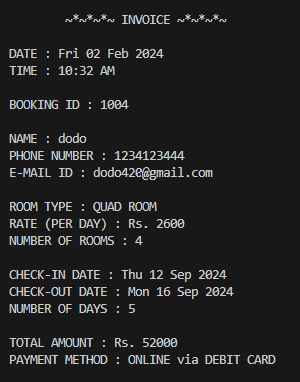 ~*~*~*~ INVOICE ~*~*~*~
DATE : Fri 02 Feb 2024
TIME : 10:32 AM
BOOKING ID : 1004
NAME : dodo
PHONE NUMBER : 1234123444
E-MAIL ID : dodo420@gmail.com
ROOM TYPE : QUAD ROOM
RATE (PER DAY) : Rs. 2600
NUMBER OF ROOMS : 4
CHECK-IN DATE : Thu 12 Sep 2024
CHECK-OUT DATE : Mon 16 Sep 2024
NUMBER OF DAYS : 5
TOTAL AMOUNT : Rs. 52000
PAYMENT METHOD : ONLINE via DEBIT CARD